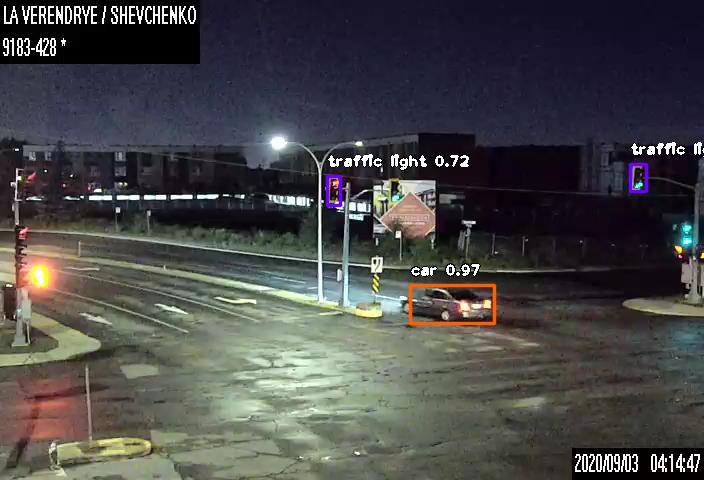 LA VERENDRYE / SHEVCHENKO
9183-428 *
traffic light 0.72
traffic lig
car 0.97
2020/09/03 04:14:47